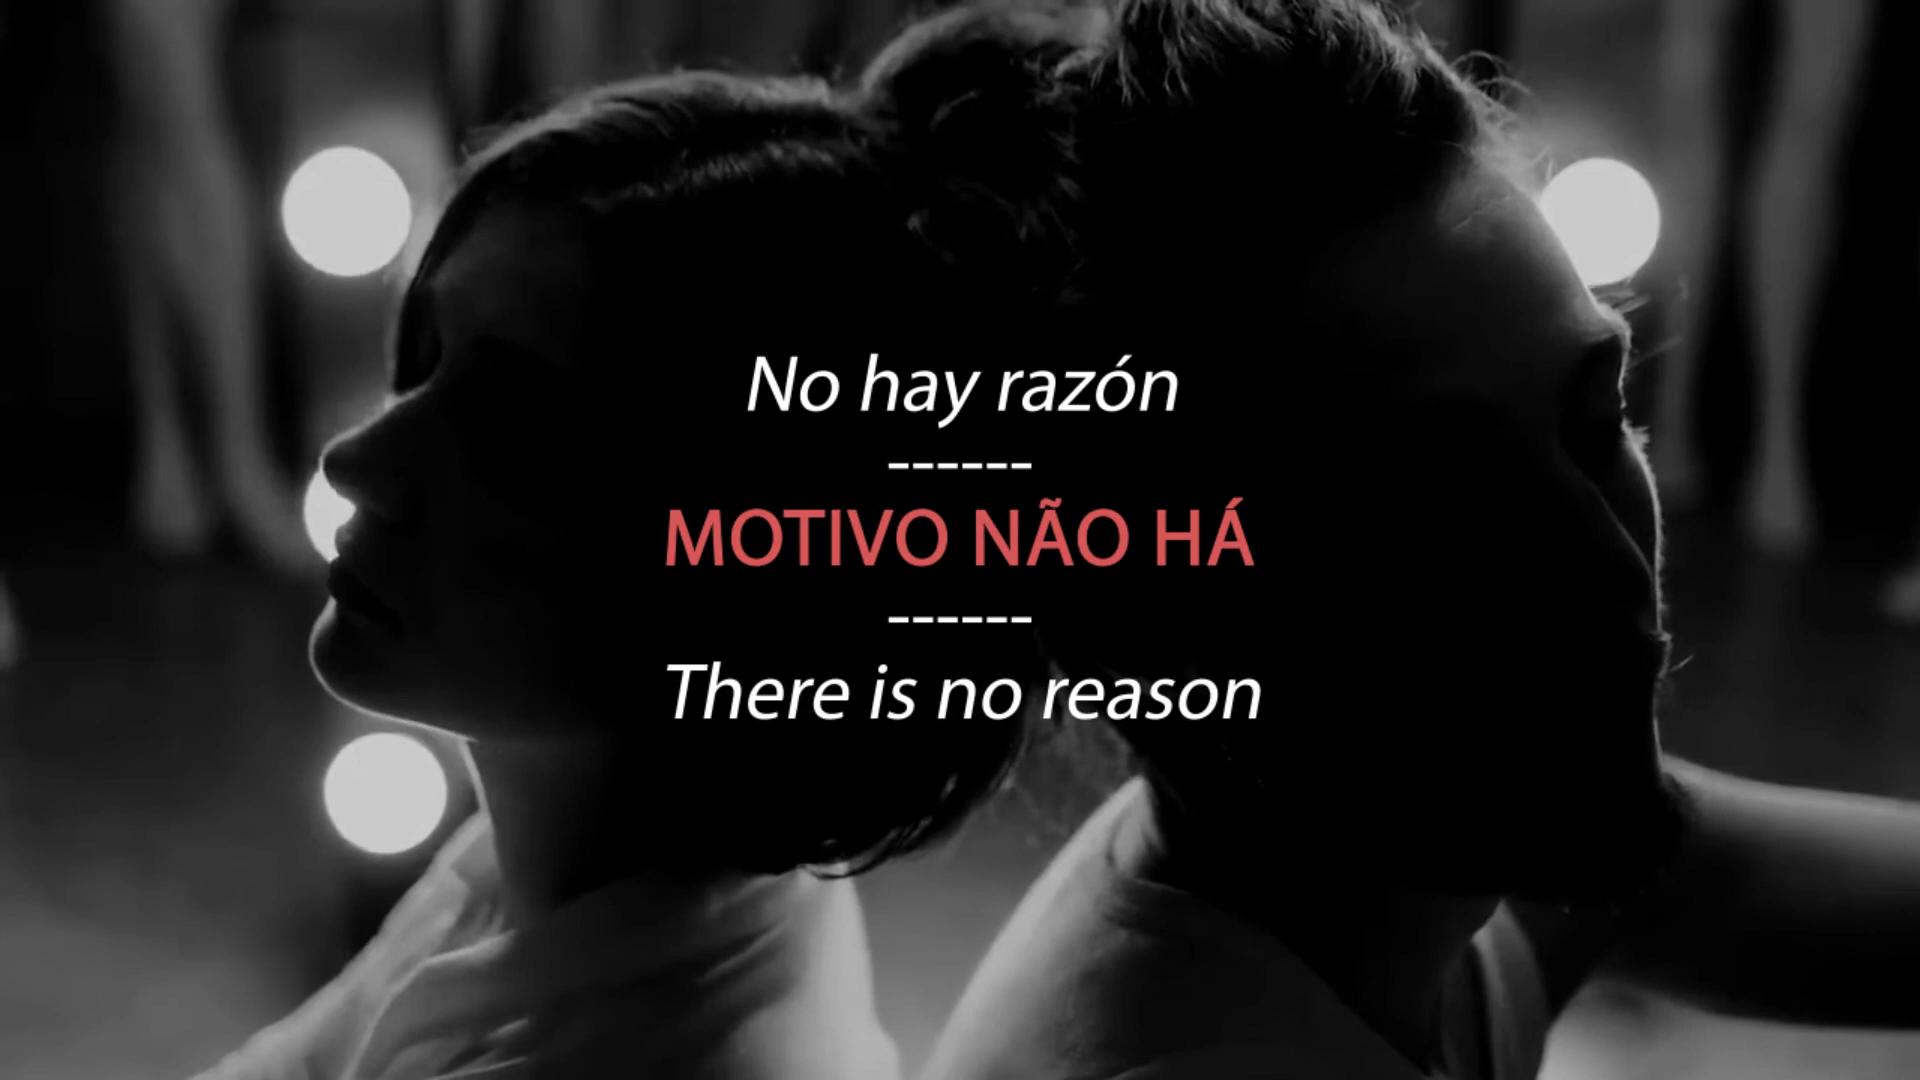 No hay razón
------
MOTIVO NÃO HÁ
------
There is no reason